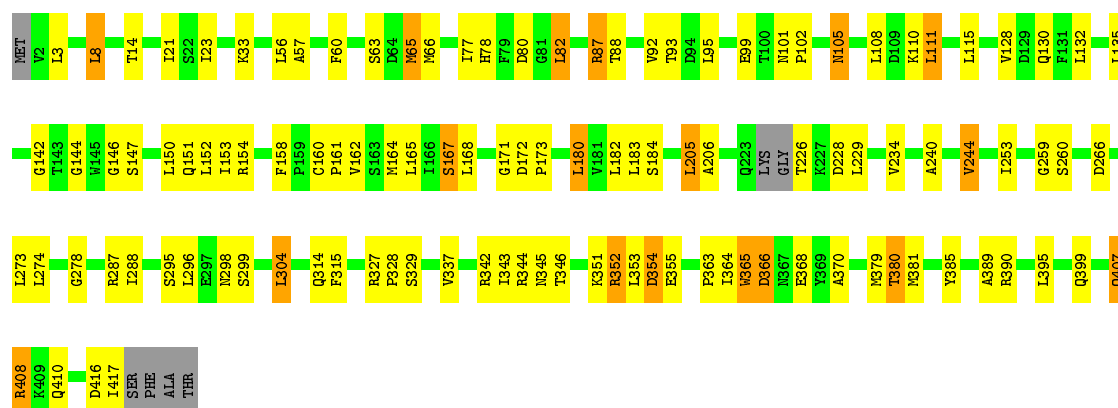 MET V2 L3 L8 T14 I21 S22 I23 K33 L56 A57 F60 S63 D64 M65 M66 I77 H78 F79 D80 G81 L82 R87 T88 V92 T93 D94 L95 E99 T100 N101 P102 N105 L108 D109 K110 L111 L115 V128 D129 Q130 F131 L132 L135
G142 T143 G144 W145 G146 S147 L150 Q151 L152 I153 R154 F158 P159 C160 P161 V162 S163 M164 L165 I166 S167 L168 G171 D172 P173 L180 V181 L182 L183 S184 L205 A206 Q223 LYS GLY T226 K227 D228 L229 V234 A240 V244 I253 G259 S260 D266
L273 L274 G278 R287 I288 S295 L296 E297 N298 S299 L304 Q314 F315 R327 P328 S329 V337 R342 I343 R344 N345 T346 K351 R352 L353 D354 E355 P363 I364 W365 D366 N367 E368 Y369 A370 M379 T380 M381 Y385 A389 R390 L395 Q399
R408 K409 Q410 D416 I417 SER PHE ALA THR